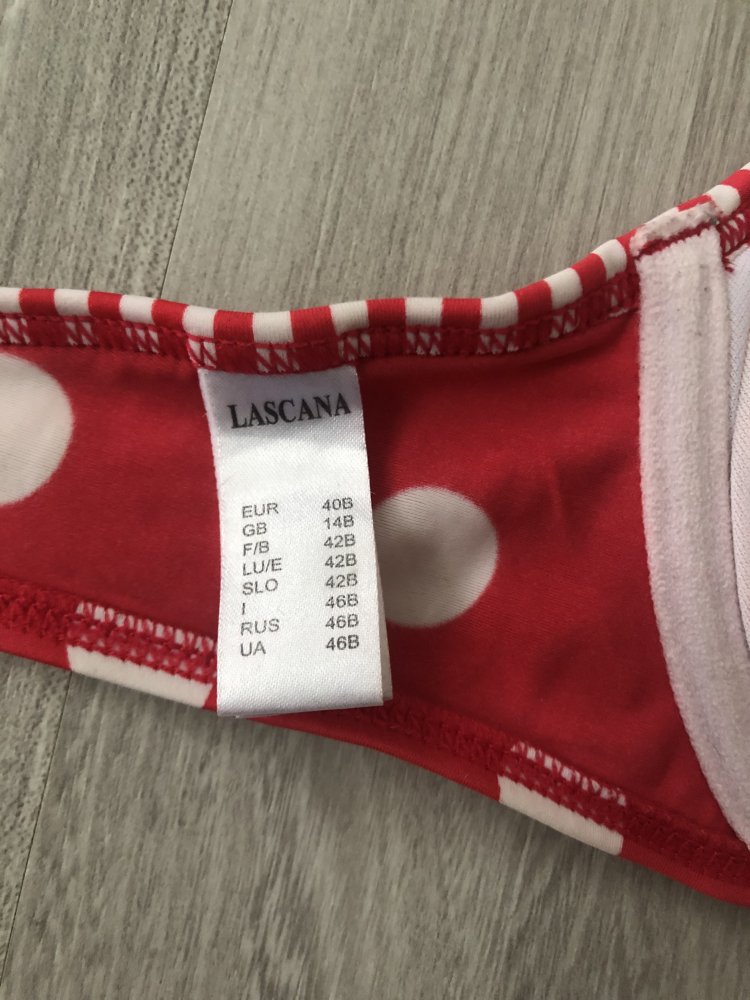 LASCANA
EUR 40B
GB 14B
F/B 42B
LU/E 42B
SLO 42B
I 46B
RUS 46B
UA 46B